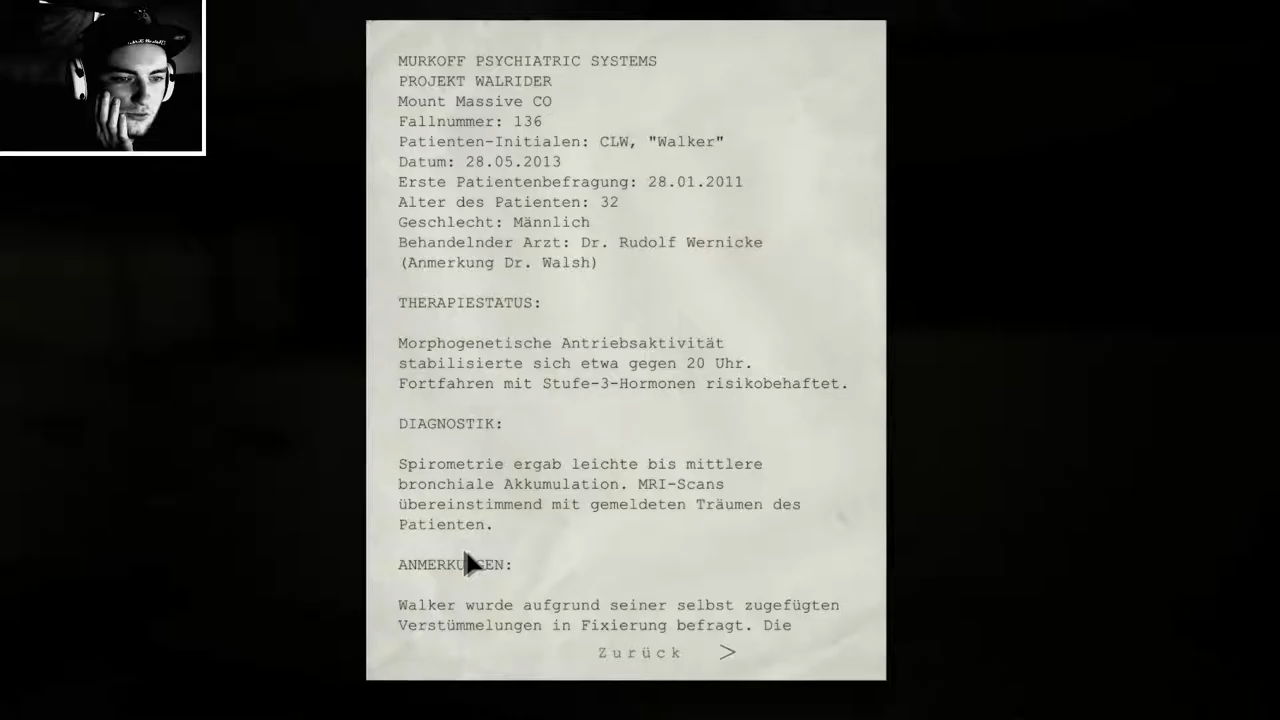 MURKOFF PSYCHIATRIC SYSTEMS
PROJEKT WALRIDER
Mount Massive CO
Fallnummer: 136
Patienten-Initialen: CLW, "Walker"
Datum: 28.05.2013
Erste Patientenbefragung: 28.01.2011
Alter des Patienten: 32
Geschlecht: Männlich
Behandelnder Arzt: Dr. Rudolf Wernicke
(Anmerkung Dr. Walsh)
THERAPIESTATUS:
Morphogenetische Antriebsaktivität
stabilisierte sich etwa gegen 20 Uhr.
Fortfahren mit Stufe-3-Hormonen risikobehaftet.
DIAGNOSTIK:
Spirometrie ergab leichte bis mittlere
bronchiale Akkumulation. MRI-Scans
übereinstimmend mit gemeldeten Träumen des
Patienten.
ANMERKUNGEN:
Walker wurde aufgrund seiner selbst zugefügten
Verstümmelungen in Fixierung befragt. Die
Zurück >